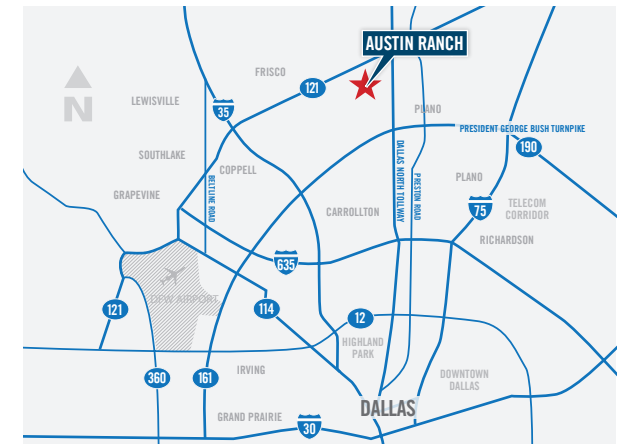 AUSTIN RANCH
FRISCO
121
LEWISVILLE
35
N
PLANO
PRESIDENT GEORGE BUSH TURNPIKE
190
SOUTHLAKE
COPPELL
BELTLINE ROAD
DALLAS NORTH TOLLWAY
PRESTON ROAD
PLANO
GRAPEVINE
CARROLLTON
75
TELECOM
CORRIDOR
RICHARDSON
635
DFW AIRPORT
121
114
12
HIGHLAND
PARK
360
161
IRVING
DOWNTOWN
DALLAS
DALLAS
GRAND PRAIRIE
30